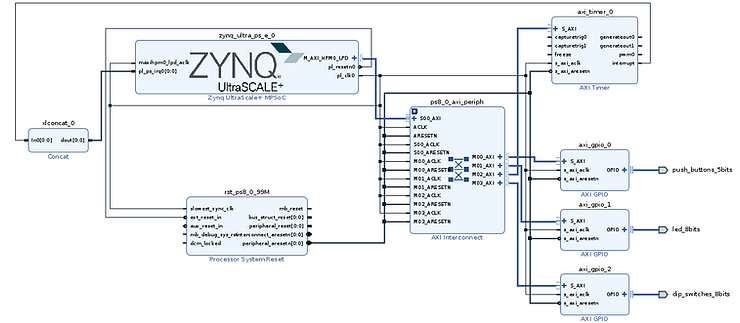 zynq_ultra_ps_e_0
maxihpm0_lpd_aclk
pl_ps_irq0[0:0]
ZYNQ
UltraSCALE+
M_AXI_HPM0_LPD
pl_resetn0
pl_clk0
Zynq UltraScale+ MPSoC
xlconcat_0
In0[0:0]
dout[0:0]
Concat
rst_ps8_0_99M
slowest_sync_clk
ext_reset_in
aux_reset_in
mb_debug_sys_rst
dcm_locked
mb_reset
bus_struct_reset[0:0]
peripheral_reset[0:0]
interconnect_aresetn[0:0]
peripheral_aresetn[0:0]
Processor System Reset
ps8_0_axi_periph
S00_AXI
ACLK
ARESETN
S00_ACLK
S00_ARESETN
M00_ACLK
M00_ARESETN
M01_ACLK
M01_ARESETN
M02_ACLK
M02_ARESETN
M03_ACLK
M03_ARESETN
M00_AXI
M01_AXI
M02_AXI
M03_AXI
AXI Interconnect
axi_timer_0
S_AXI
capturetrig0
capturetrig1
freeze
s_axi_aclk
s_axi_aresetn
generateout0
generateout1
pwm0
interrupt
AXI Timer
axi_gpio_0
S_AXI
s_axi_aclk
s_axi_aresetn
GPIO
AXI GPIO
push_buttons_5bits
axi_gpio_1
S_AXI
s_axi_aclk
s_axi_aresetn
GPIO
AXI GPIO
led_8bits
axi_gpio_2
S_AXI
s_axi_aclk
s_axi_aresetn
GPIO
AXI GPIO
dip_switches_8bits